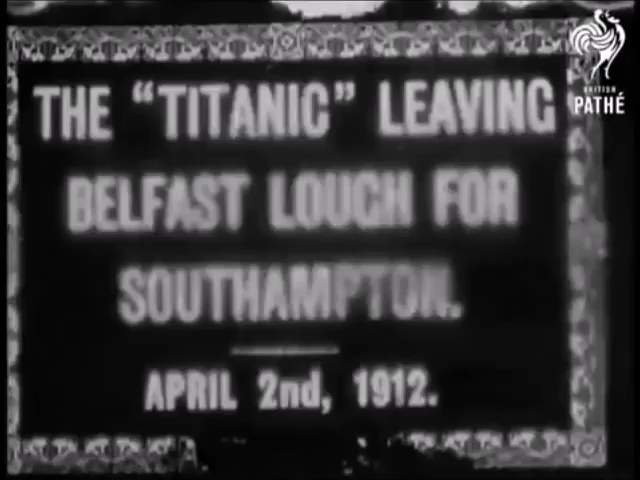 THE "TITANIC" LEAVING
BELFAST LOUGH FOR
SOUTHAMPTON.
APRIL 2nd, 1912.
BRITISH
PATHÉ